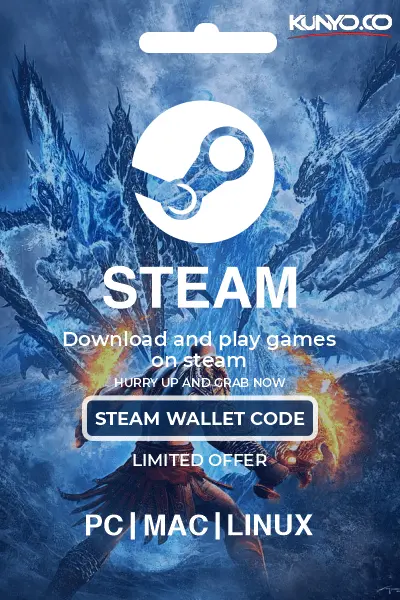 KUNYO.CO
STEAM
Download and play games
on steam
HURRY UP AND GRAB NOW
STEAM WALLET CODE
LIMITED OFFER
PC|MAC|LINUX